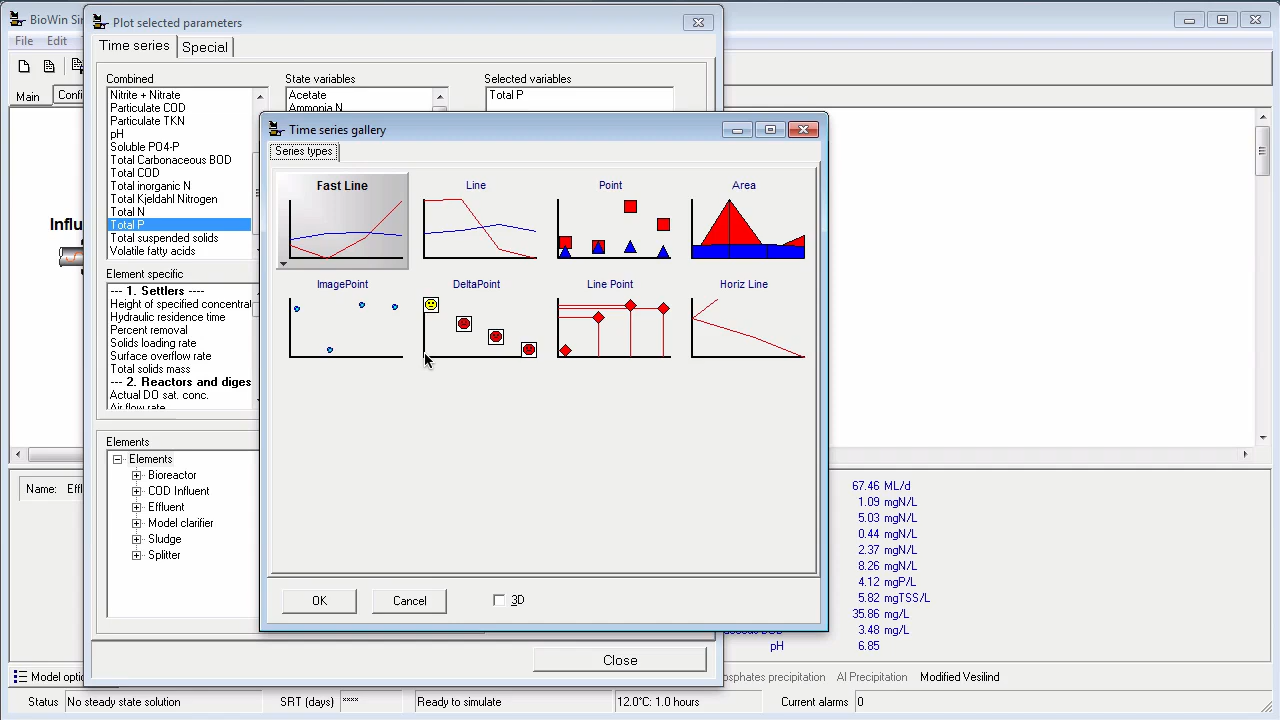 BioWin Si
Plot selected parameters
File Edit
Time series Special
Main Confi
Combined
Nitrite + Nitrate
Particulate COD
Particulate TKN
pH
Soluble PO4-P
Total Carbonaceous BOD
Total COD
Total inorganic N
Total Kjeldahl Nitrogen
Total N
Total P
Total suspended solids
Volatile fatty acids
State variables
Acetate
Ammonia N
Selected variables
Total P
Influ
Element specific
--- 1. Settlers ----
Height of specified concentral
Hydraulic residence time
Percent removal
Solids loading rate
Surface overflow rate
Total solids mass
--- 2. Reactors and diges
Actual DO sat. conc.
Air flow rate
Elements
Elements
Bioreactor
COD Influent
Effluent
Model clarifier
Sludge
Splitter
Time series gallery
Series types
Fast Line Line Point Area
ImagePoint DeltaPoint Line Point Horiz Line
OK Cancel 3D
Close
Name: Effl
67.46 ML/d
1.09 mgN/L
5.03 mgN/L
0.44 mgN/L
2.37 mgN/L
8.26 mgN/L
4.12 mgP/L
5.82 mgTSS/L
35.86 mg/L
3.48 mg/L
pH 6.85
Model optio
osphates precipitation Al Precipitation Modified Vesilind
Status No steady state solution SRT (days) **** Ready to simulate 12.0°C: 1.0 hours Current alarms 0